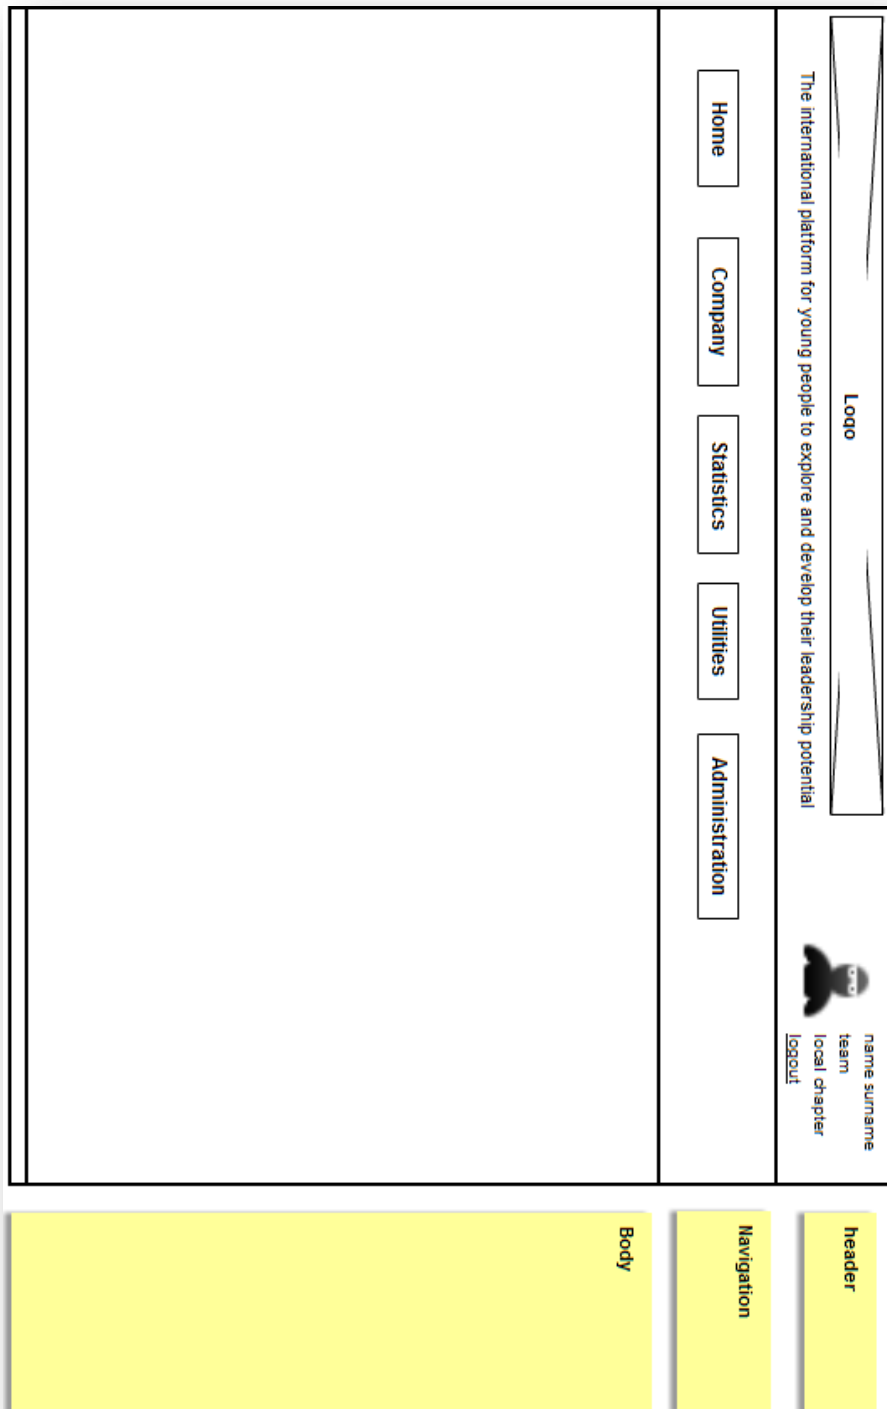 Logo
The international platform for young people to explore and develop their leadership potential
name surname
team
local chapter
logout
header
Home
Company
Statistics
Utilities
Administration
Navigation
Body